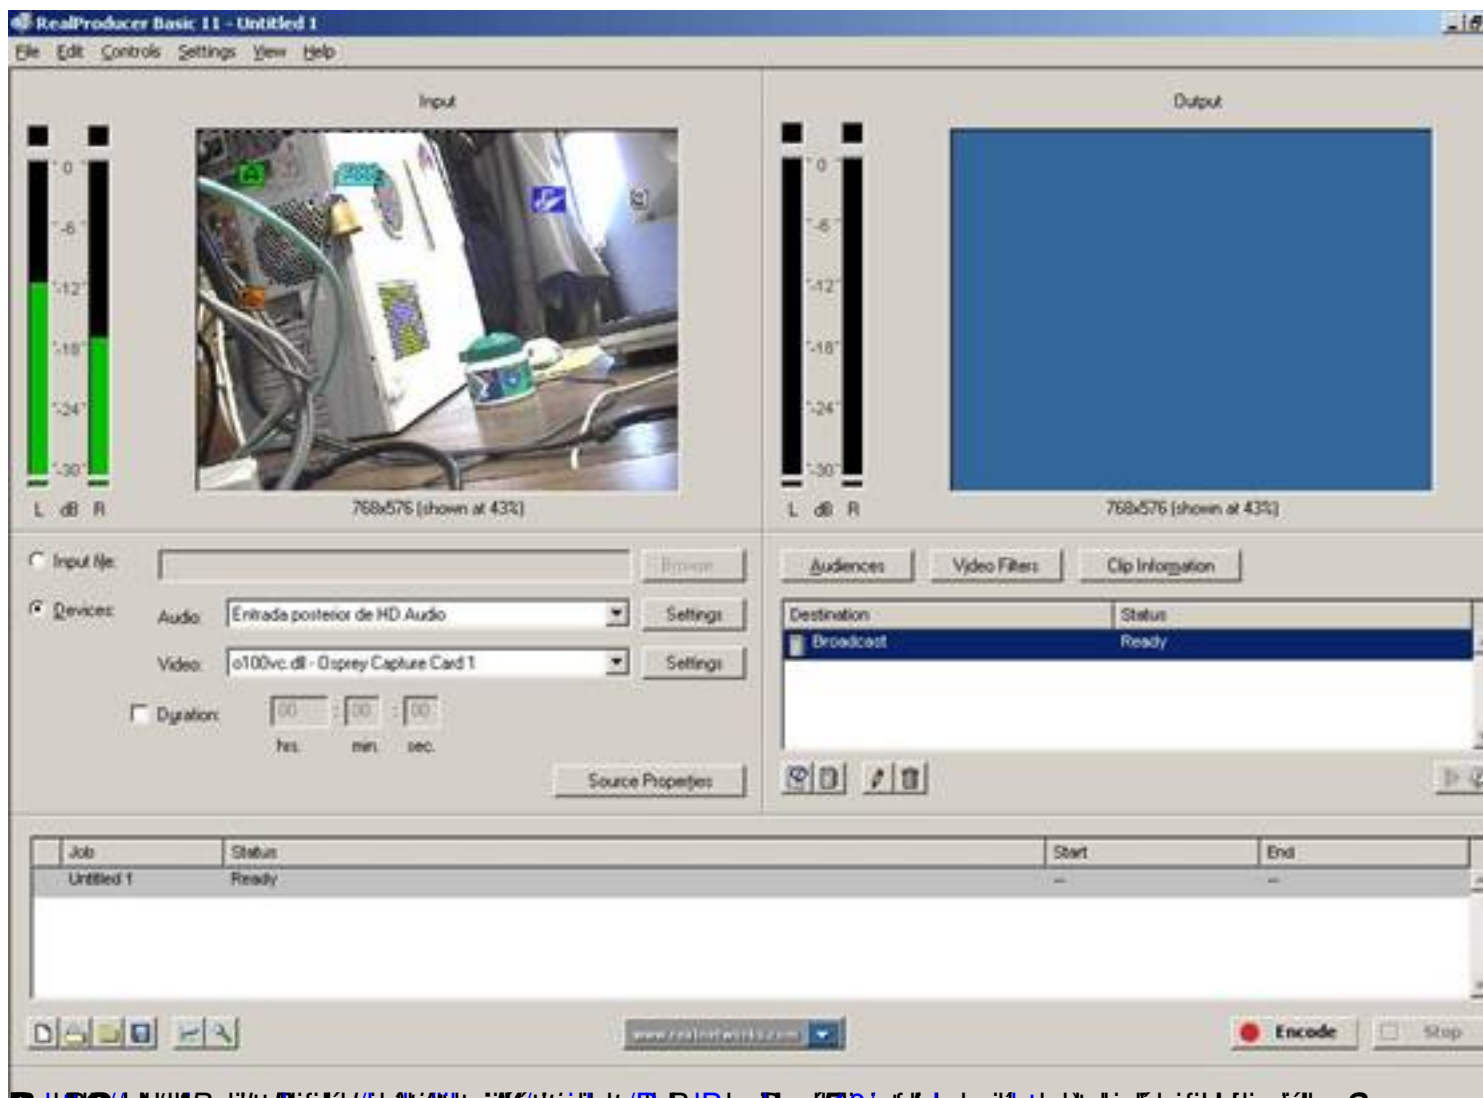 RealProducer Basic 11 - Untitled 1
File Edit Controls Settings View Help
Input
Output
0
-6
-12
-18
-24
-30
L dB R
768x576 (shown at 43%)
0
-6
-12
-18
-24
-30
L dB R
768x576 (shown at 43%)
Input file:
Browse
Devices:
Audio:
Entrada posterior de HD Audio
Settings
Video:
o100vc.dll - Osprey Capture Card 1
Settings
Duration:
00 : 00 : 00
hrs. min. sec.
Source Properties
Audiences
Video Filters
Clip Information
Destination Status
Broadcast Ready
Job Status Start End
Untitled 1 Ready -- --
www.realnetworks.com
Encode
Stop